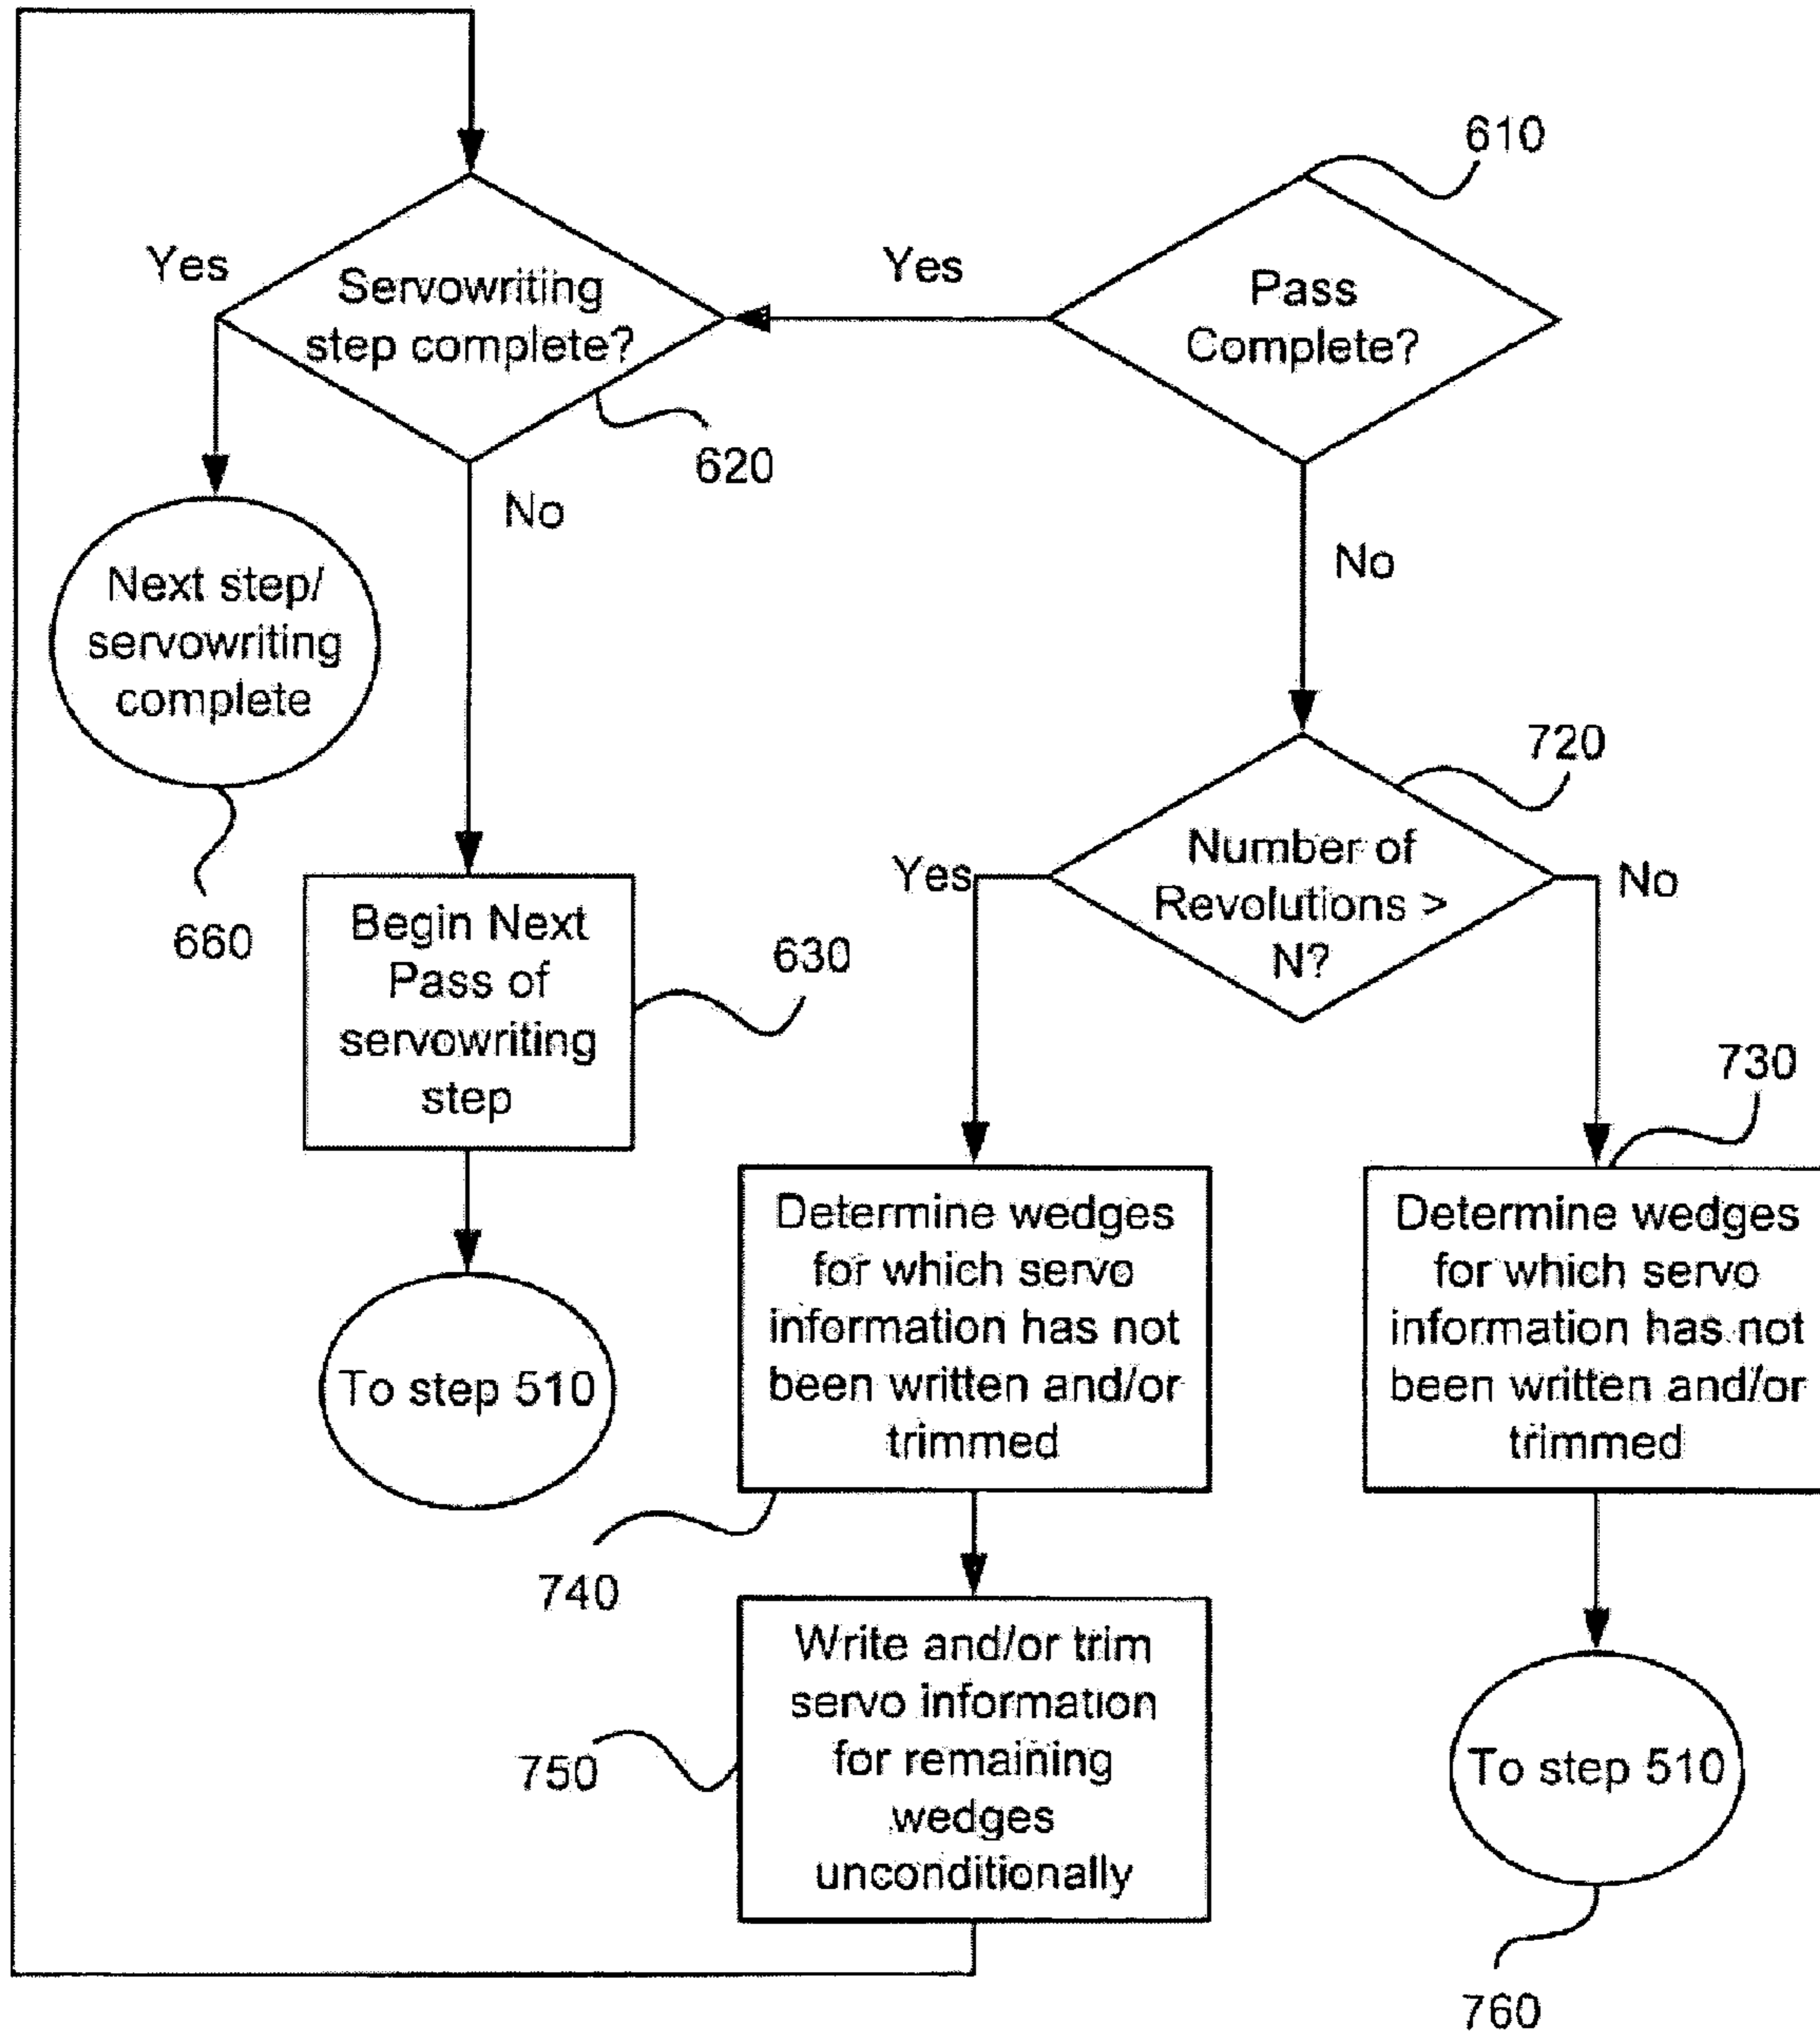 610
Yes
Servowriting
step complete?
Yes
Pass
Complete?
620
No
No
Next step/
servowriting
complete
660
720
Number of
Revolutions >
N?
Yes
No
Begin Next
Pass of
servowriting
step
630
730
To step 510
Determine wedges
for which servo
information has not
been written and/or
trimmed
740
Determine wedges
for which servo
information has not
been written and/or
trimmed
Write and/or trim
servo information
for remaining
wedges
unconditionally
750
To step 510
760